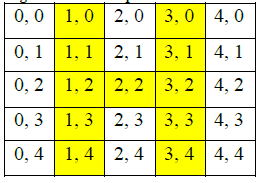 0, 0 1, 0 2, 0 3, 0 4, 0
0, 1 1, 1 2, 1 3, 1 4, 1
0, 2 1, 2 2, 2 3, 2 4, 2
0, 3 1, 3 2, 3 3, 3 4, 3
0, 4 1, 4 2, 4 3, 4 4, 4